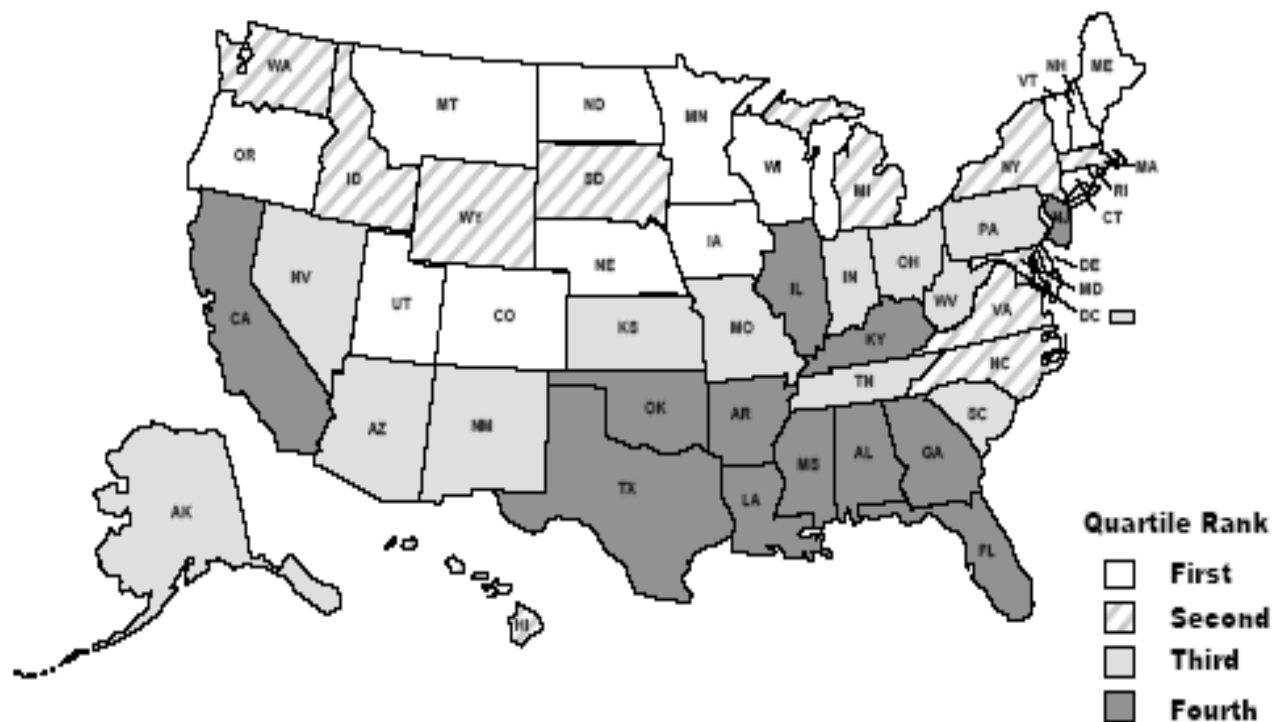 WA
MT
ND
MN
VT
NH
ME
OR
ID
WY
SD
WI
MI
NY
MA
RI
CT
NV
UT
CO
NE
IA
IL
IN
OH
PA
NJ
DE
MD
DC
CA
KS
MO
KY
WV
VA
AZ
NM
OK
AR
TN
NC
SC
TX
LA
MS
AL
GA
FL
AK
HI
Quartile Rank
First
Second
Third
Fourth